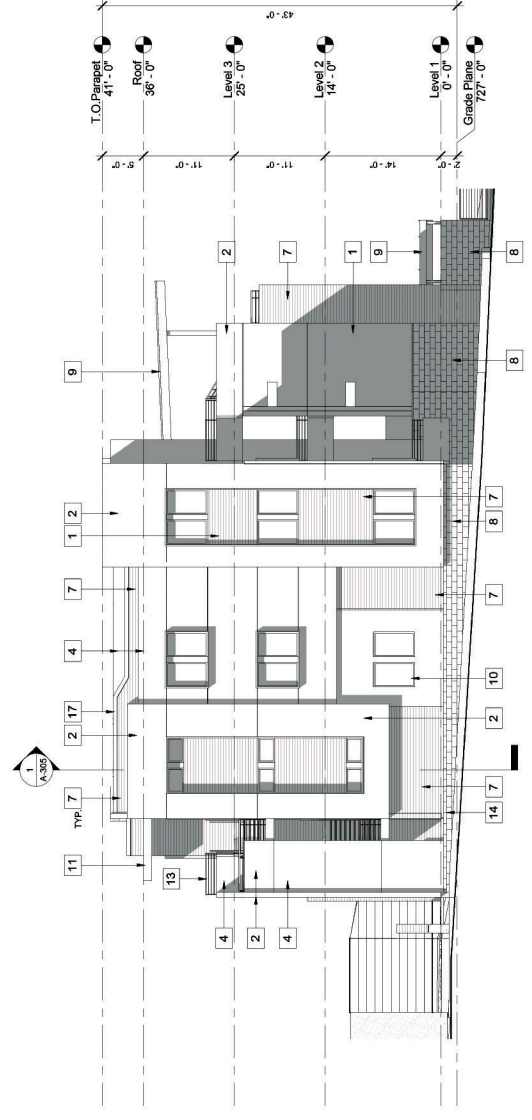 43' - 0"
T.O.Parapet
41' - 0"
Roof
36' - 0"
Level 3
25' - 0"
Level 2
14' - 0"
Level 1
0' - 0"
Grade Plane
727' - 0"
5' - 0"
11' - 0"
11' - 0"
14' - 0"
2' - 0"
1
A-305
TYP.
11
7
2
17
4
7
1
2
9
2
7
1
9
8
8
13
4
2
4
14
7
2
10
7
8
7